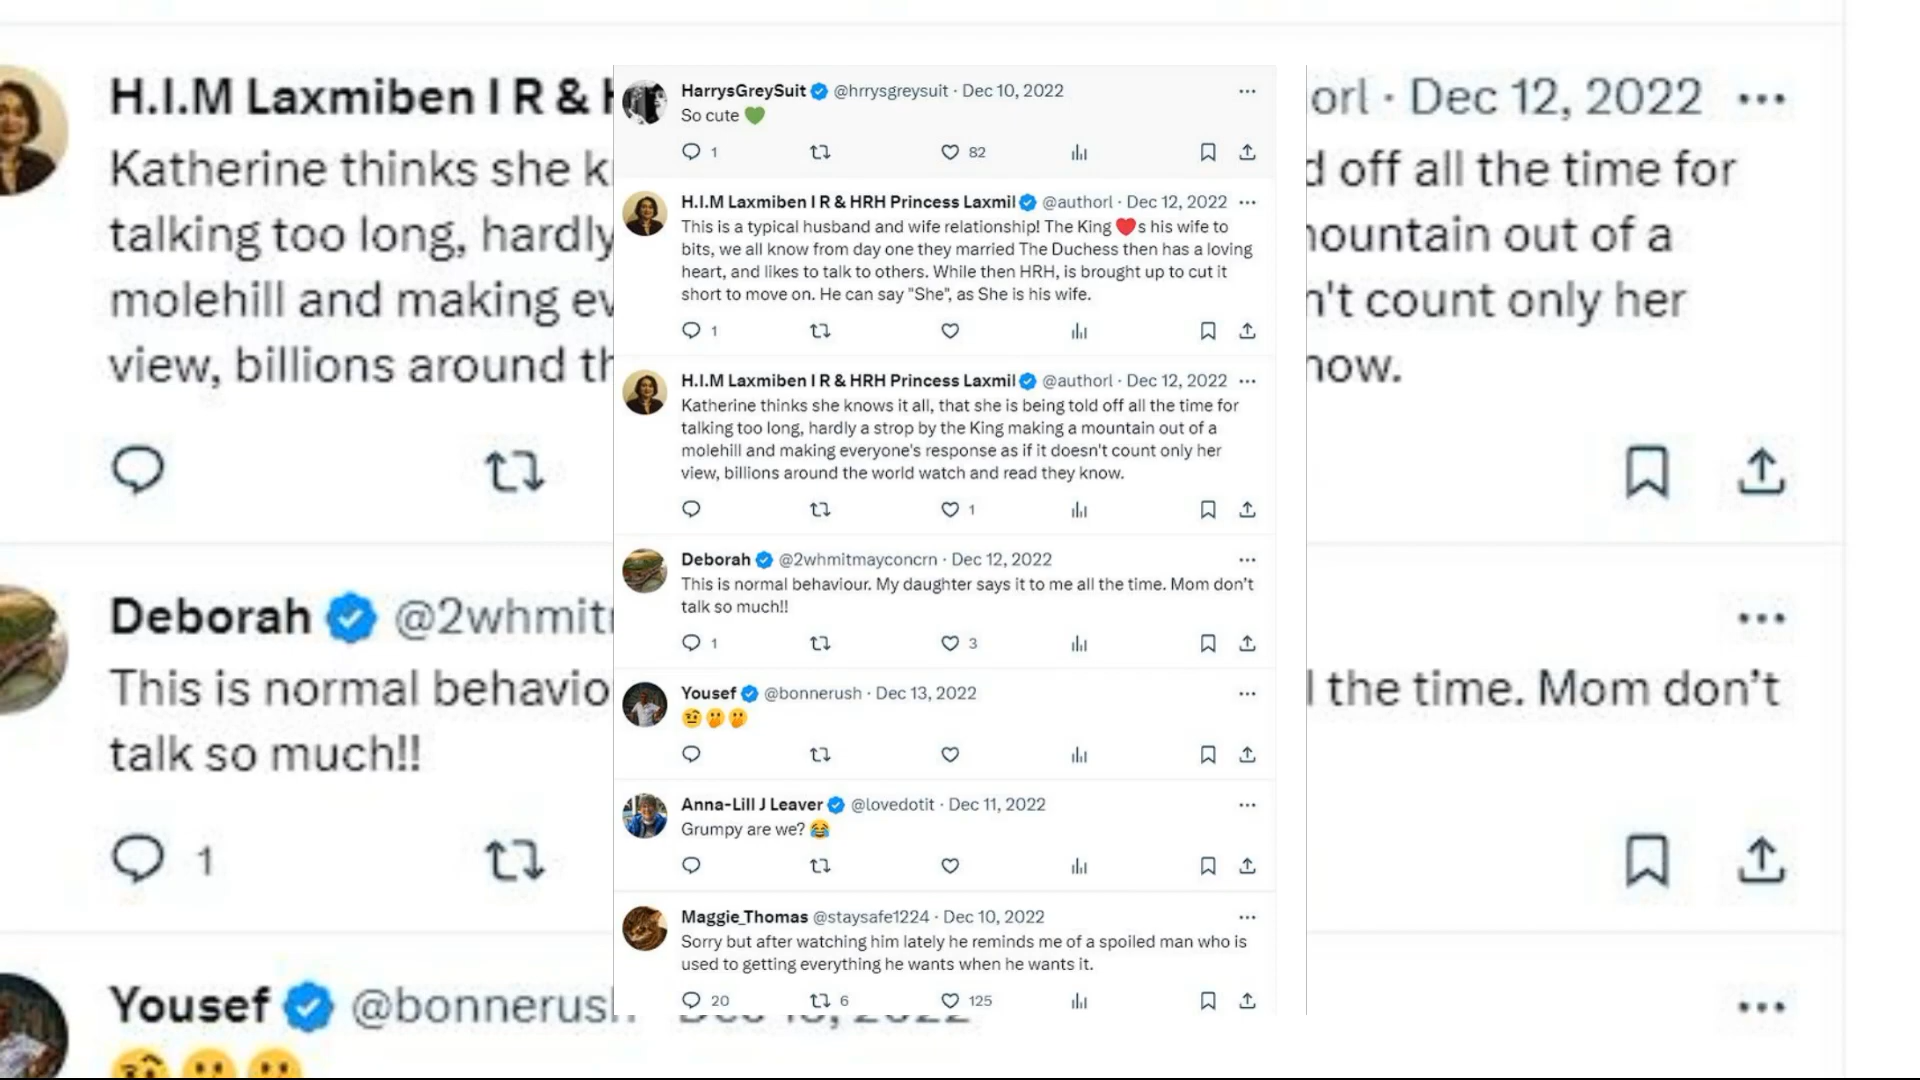 H.I.M Laxmiben I R &
orl · Dec 12, 2022
Katherine thinks she
off all the time for
talking too long, hardly
out of a
molehill and making
count only her
view, billions around
Deborah
This is normal
the time. Mom don't
talk so much!!
1
Yousef
HarrysGreySuit @hrrysgreysuit · Dec 10, 2022
So cute 💚
1 82
H.I.M Laxmiben I R & HRH Princess Laxmil @authorl · Dec 12, 2022
This is a typical husband and wife relationship! The King ❤️s his wife to
bits, we all know from day one they married The Duchess then has a loving
heart, and likes to talk to others. While then HRH, is brought up to cut it
short to move on. He can say "She", as She is his wife.
1
H.I.M Laxmiben I R & HRH Princess Laxmil @authorl · Dec 12, 2022
Katherine thinks she knows it all, that she is being told off all the time for
talking too long, hardly a strop by the King making a mountain out of a
molehill and making everyone's response as if it doesn't count only her
view, billions around the world watch and read they know.
1
Deborah @2whmitmayconcrn · Dec 12, 2022
This is normal behaviour. My daughter says it to me all the time. Mom don't
talk so much!!
1 3
Yousef @bonnerush · Dec 13, 2022
🤨🫢🫢
Anna-Lill J Leaver @lovedotit · Dec 11, 2022
Grumpy are we? 😂
Maggie_Thomas @staysafe1224 · Dec 10, 2022
Sorry but after watching him lately he reminds me of a spoiled man who is
used to getting everything he wants when he wants it.
20 6 125